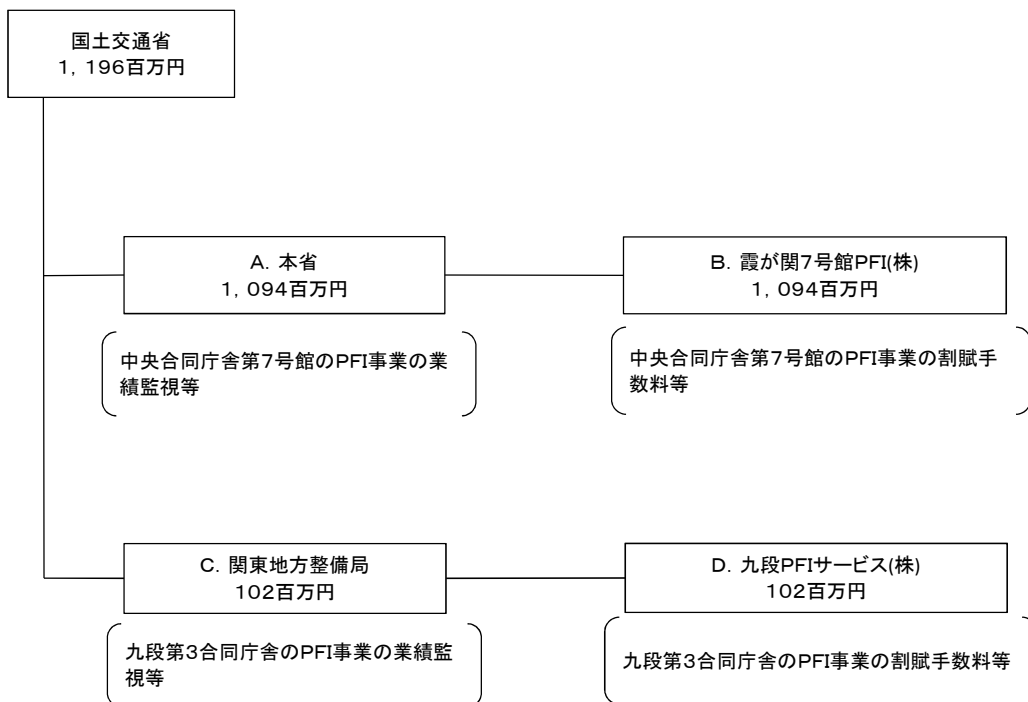 国土交通省
１，１９６百万円
A．本省
１，０９４百万円
B．霞が関７号館PFI(株)
１，０９４百万円
中央合同庁舎第７号館のPFI事業の業
績監視等
中央合同庁舎第７号館のPFI事業の割賦手
数料等
C．関東地方整備局
１０２百万円
D．九段PFIサービス(株)
１０２百万円
九段第３合同庁舎のPFI事業の業績監
視等
九段第３合同庁舎のPFI事業の割賦手数料等